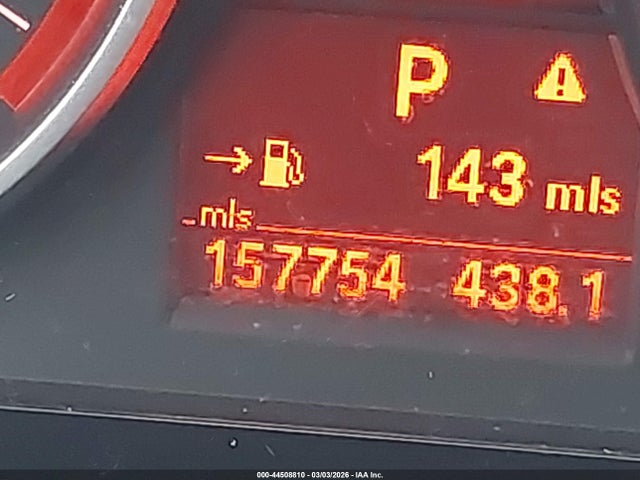 P
143 mls
mls
157754 438.1
000-44508810 - 03/03/2026 - IAA Inc.